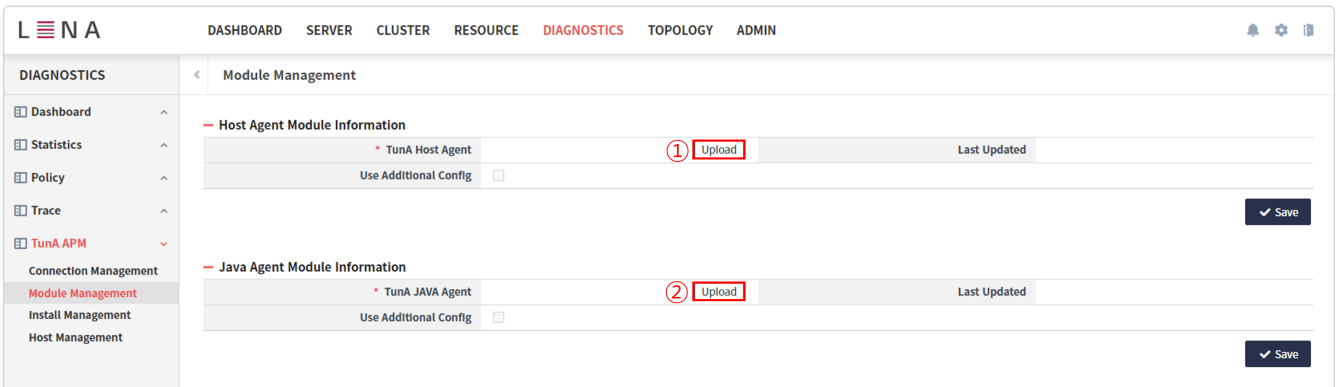 LENA
DASHBOARD SERVER CLUSTER RESOURCE DIAGNOSTICS TOPOLOGY ADMIN
DIAGNOSTICS
Module Management
Dashboard
Statistics
Policy
Trace
TunA APM
Connection Management
Module Management
Install Management
Host Management
Host Agent Module Information
* TunA Host Agent ① Upload Last Updated
Use Additional Config
Save
Java Agent Module Information
* TunA JAVA Agent ② Upload Last Updated
Use Additional Config
Save